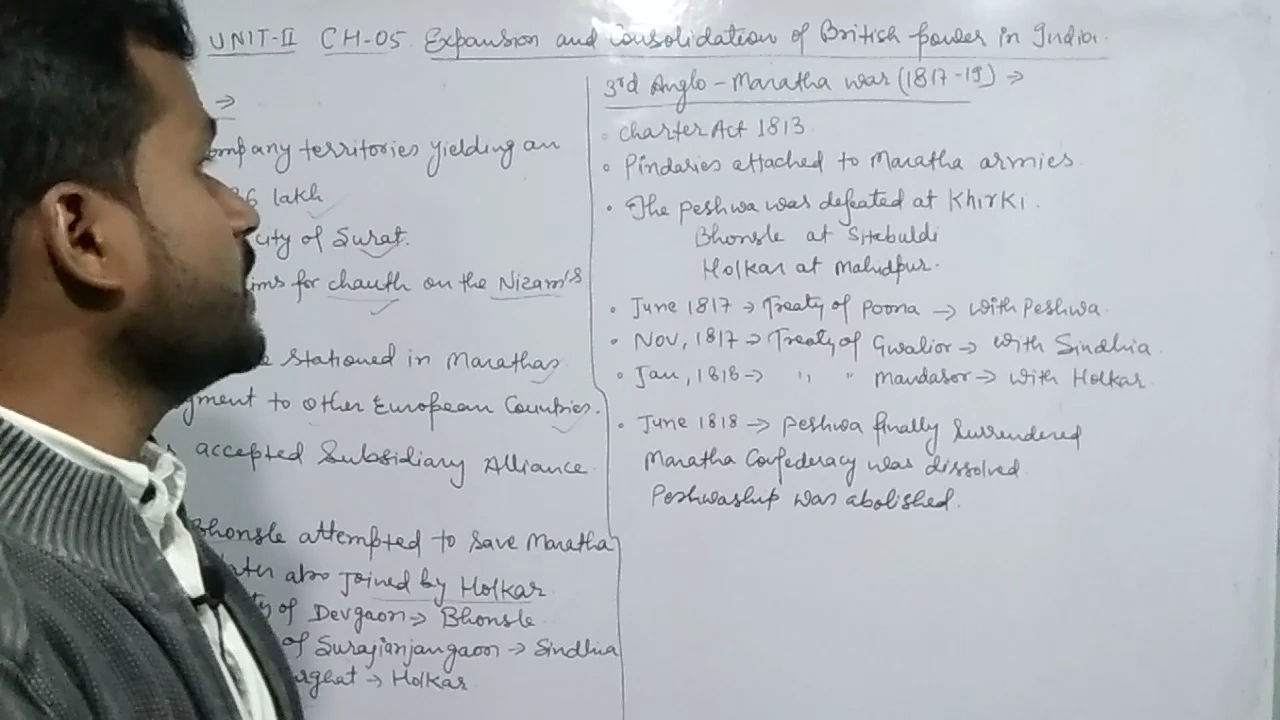 UNIT-II CH-05 Expansion and Consolidation of British power in India.
→
ompany territories yielding an
6 lakh
city of Surat.
ims for chauth on the Nizam's
stationed in Marathas
gment to other European Countries.
accepted Subsidiary Alliance
Bhonsle attempted to save Maratha
ater also joined by Holkar
ty of Devgaon → Bhonsle
of Surajianjangaon → Sindhia
rghat → Holkar
3rd Anglo-Maratha war (1817-19) →
• Charter Act 1813
• Pindaries attached to Maratha armies
• The Peshwa was defeated at Khirki.
Bhonsle at Sitabuldi
Holkar at Mahidpur.
• June 1817 → Treaty of Poona → with Peshwa
• Nov, 1817 → Treaty of Gwalior → with Sindhia.
• Jan, 1818 → " " Mandasor → with Holkar
• June 1818 → Peshwa finally Surrendered
Maratha Confederacy was dissolved
Peshwaship was abolished.